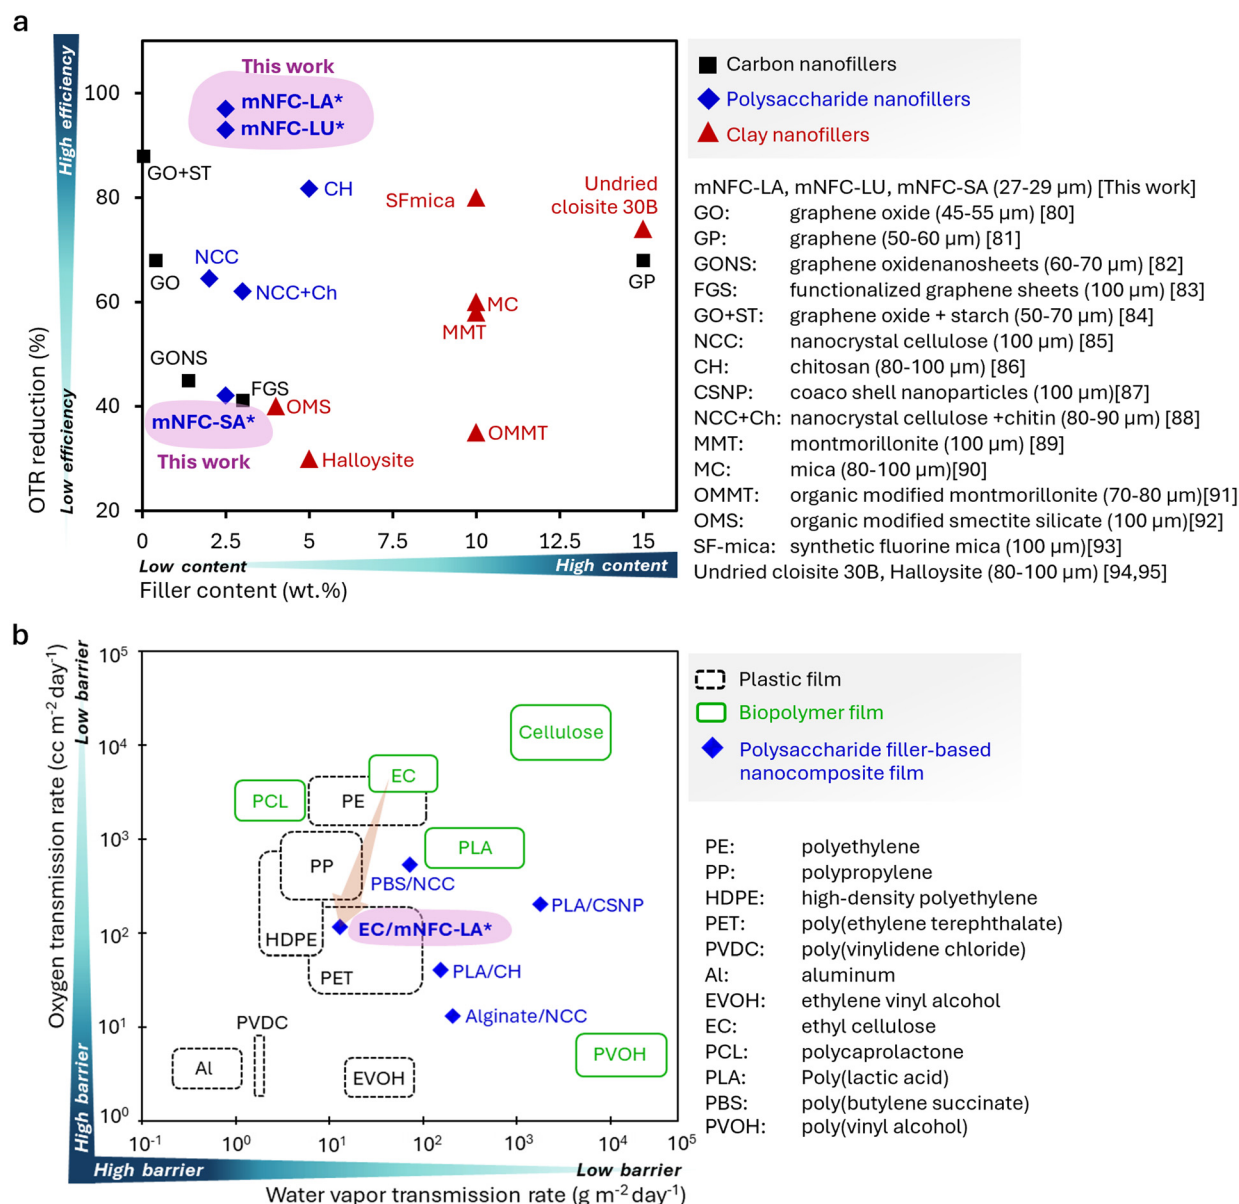 a
High efficiency
Low efficiency
OTR reduction (%)
100
80
60
40
20
This work
mNFC-LA*
mNFC-LU*
GO+ST
CH
SFmica
Undried
cloisite 30B
NCC
GO
NCC+Ch
GP
MC
MMT
GONS
FGS
OMS
mNFC-SA*
OMMT
This work
Halloysite
0
2.5
5
7.5
10
12.5
15
Low content
High content
Filler content (wt.%)
Carbon nanofillers
Polysaccharide nanofillers
Clay nanofillers
mNFC-LA, mNFC-LU, mNFC-SA (27-29 µm) [This work]
GO: graphene oxide (45-55 µm) [80]
GP: graphene (50-60 µm) [81]
GONS: graphene oxidenanosheets (60-70 µm) [82]
FGS: functionalized graphene sheets (100 µm) [83]
GO+ST: graphene oxide + starch (50-70 µm) [84]
NCC: nanocrystal cellulose (100 µm) [85]
CH: chitosan (80-100 µm) [86]
CSNP: coaco shell nanoparticles (100 µm)[87]
NCC+Ch: nanocrystal cellulose +chitin (80-90 µm) [88]
MMT: montmorillonite (100 µm) [89]
MC: mica (80-100 µm)[90]
OMMT: organic modified montmorillonite (70-80 µm)[91]
OMS: organic modified smectite silicate (100 µm)[92]
SF-mica: synthetic fluorine mica (100 µm)[93]
Undried cloisite 30B, Halloysite (80-100 µm) [94,95]
b
Low barrier
High barrier
Oxygen transmission rate (cc m⁻² day⁻¹)
10⁵
10⁴
10³
10²
10¹
10⁰
Cellulose
EC
PCL
PE
PLA
PP
PBS/NCC
PLA/CSNP
EC/mNFC-LA*
HDPE
PLA/CH
PET
Alginate/NCC
PVDC
PVOH
Al
EVOH
10⁻¹
10⁰
10¹
10²
10³
10⁴
10⁵
High barrier
Low barrier
Water vapor transmission rate (g m⁻² day⁻¹)
Plastic film
Biopolymer film
Polysaccharide filler-based
nanocomposite film
PE: polyethylene
PP: polypropylene
HDPE: high-density polyethylene
PET: poly(ethylene terephthalate)
PVDC: poly(vinylidene chloride)
Al: aluminum
EVOH: ethylene vinyl alcohol
EC: ethyl cellulose
PCL: polycaprolactone
PLA: Poly(lactic acid)
PBS: poly(butylene succinate)
PVOH: poly(vinyl alcohol)